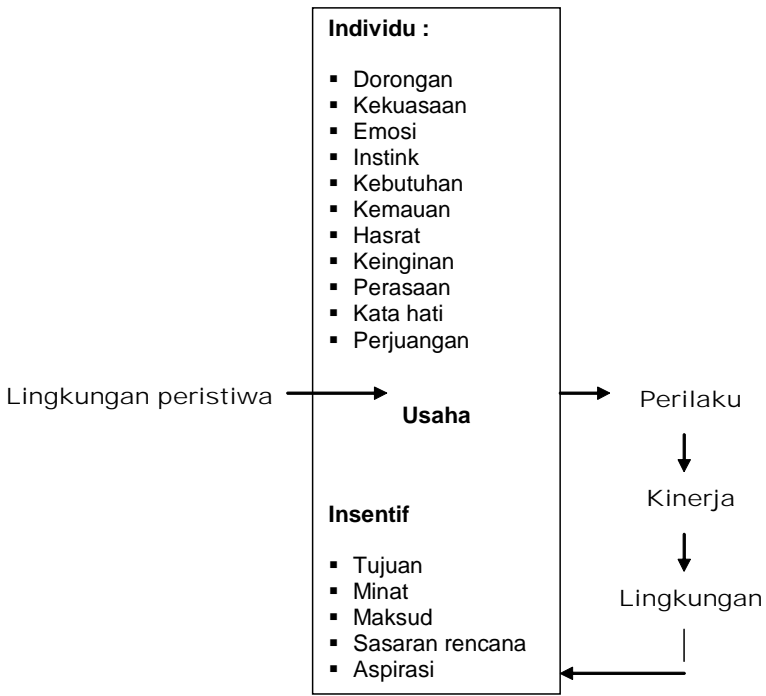 Individu :
▪ Dorongan
▪ Kekuasaan
▪ Emosi
▪ Instink
▪ Kebutuhan
▪ Kemauan
▪ Hasrat
▪ Keinginan
▪ Perasaan
▪ Kata hati
▪ Perjuangan
Lingkungan peristiwa
Usaha
Perilaku
Kinerja
Lingkungan
Insentif
▪ Tujuan
▪ Minat
▪ Maksud
▪ Sasaran rencana
▪ Aspirasi